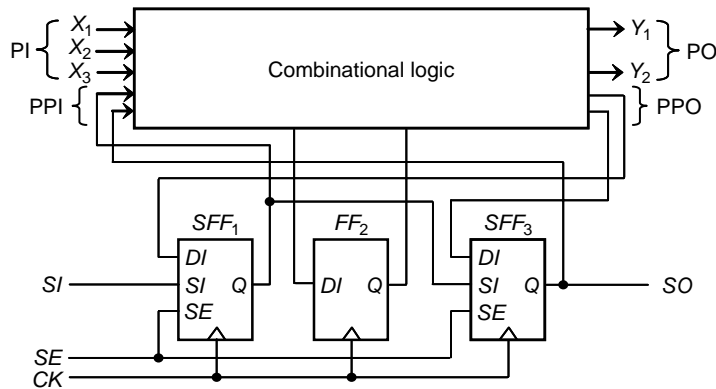 PI X1 Y1 PO
X2
X3 Combinational logic Y2
PPI PPO
SFF1 FF2 SFF3
DI DI
SI SI Q DI Q SI Q SO
SE SE
SE
CK